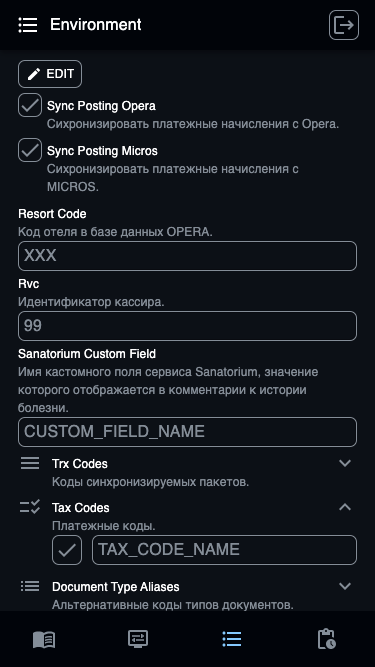 Environment
EDIT
Sync Posting Opera
Сихронизировать платежные начисления с Opera.
Sync Posting Micros
Сихронизировать платежные начисления с
MICROS.
Resort Code
Код отеля в базе данных OPERA.
XXX
Rvc
Идентификатор кассира.
99
Sanatorium Custom Field
Имя кастомного поля сервиса Sanatorium, значение
которого отображается в комментарии к истории
болезни.
CUSTOM_FIELD_NAME
Trx Codes
Коды синхронизируемых пакетов.
Tax Codes
Платежные коды.
TAX_CODE_NAME
Document Type Aliases
Альтернативные коды типов документов.